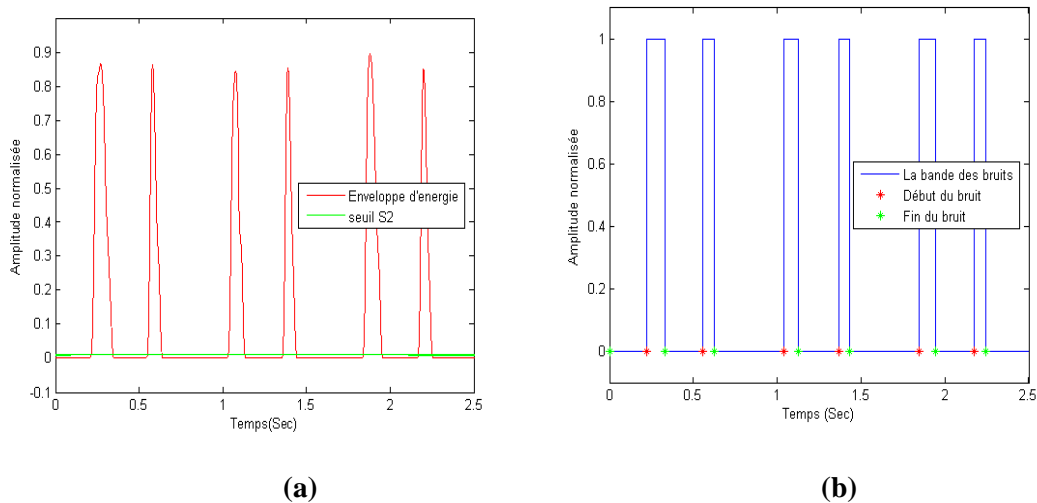 0.9
0.8
0.7
0.6
0.5
0.4
0.3
0.2
0.1
0
-0.1
0
0.5
1
1.5
2
2.5
Amplitude normalisée
Temps(Sec)
Enveloppe d'energie
seuil S2
(a)
1
0.8
0.6
0.4
0.2
0
0
0.5
1
1.5
2
2.5
Amplitude normalisée
Temps (Sec)
La bande des bruits
Début du bruit
Fin du bruit
(b)